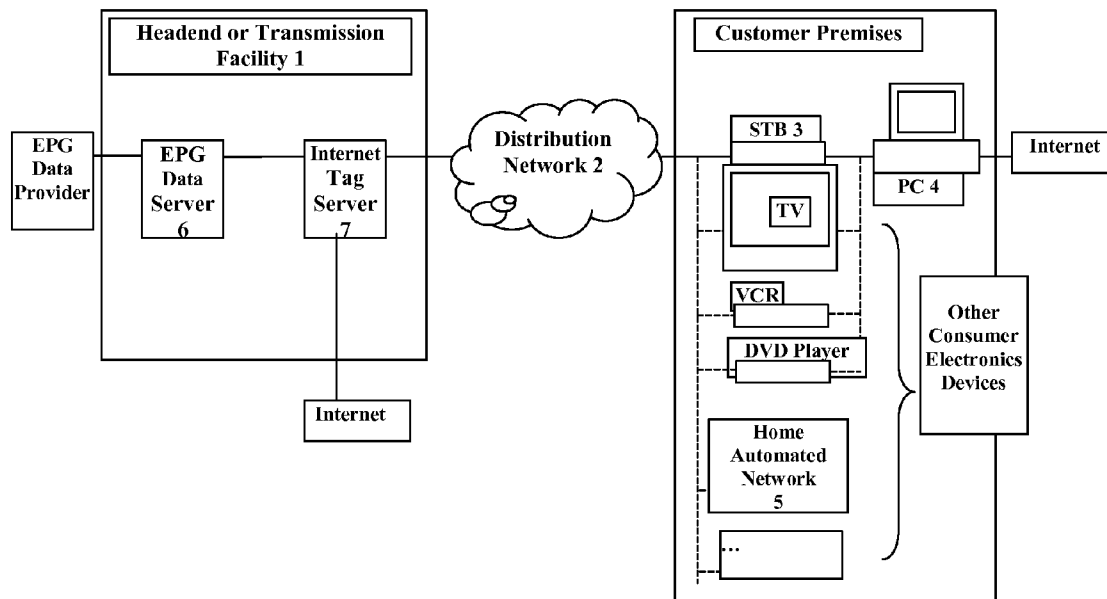 Headend or Transmission
Facility 1
EPG
Data
Provider
EPG
Data
Server
6
Internet
Tag
Server
7
Internet
Distribution
Network 2
Customer Premises
STB 3
TV
PC 4
Internet
VCR
DVD Player
Home
Automated
Network
5
...
Other
Consumer
Electronics
Devices